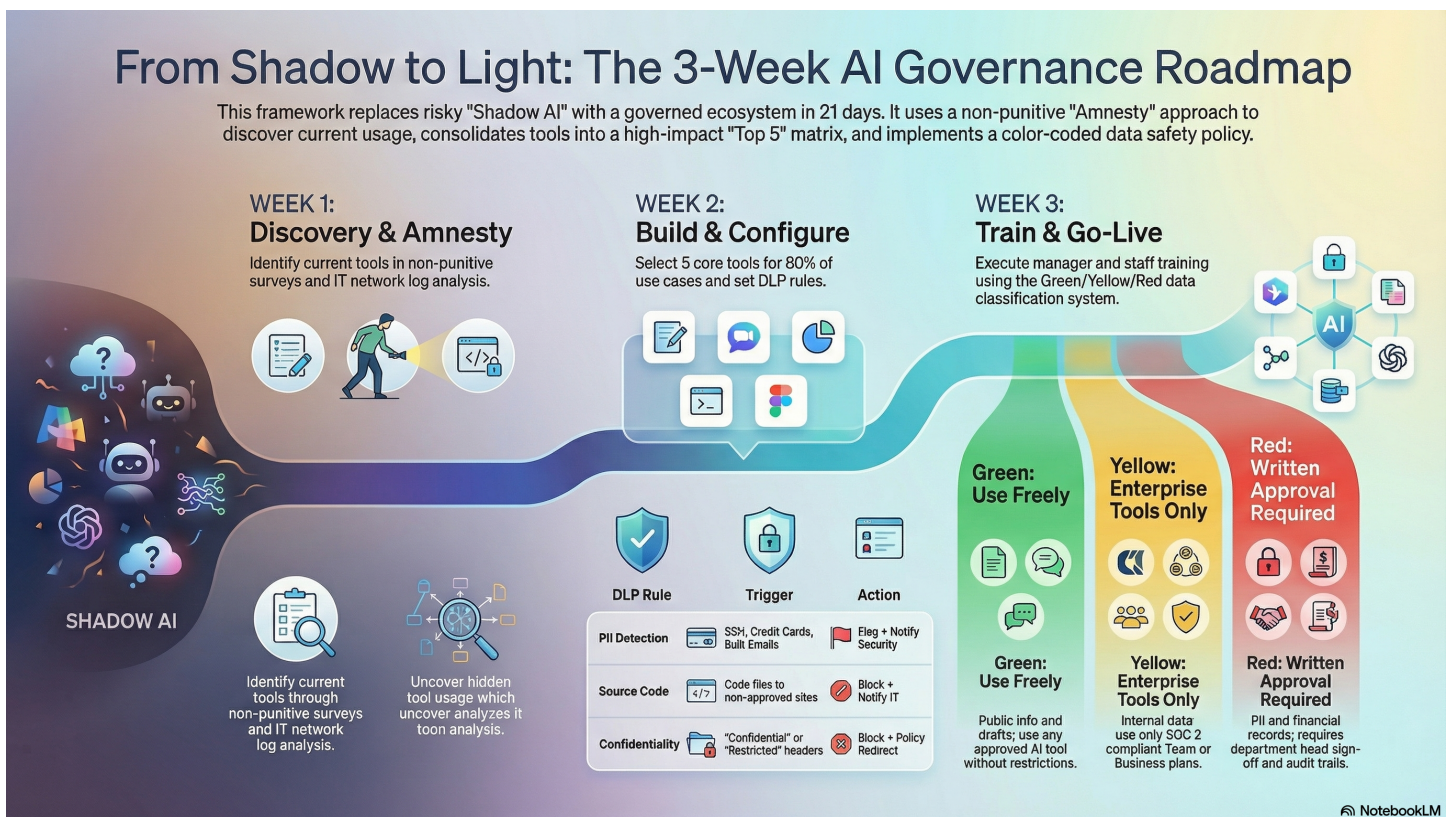 From Shadow to Light: The 3-Week AI Governance Roadmap
This framework replaces risky "Shadow AI" with a governed ecosystem in 21 days. It uses a non-punitive "Amnesty" approach to
discover current usage, consolidates tools into a high-impact "Top 5" matrix, and implements a color-coded data safety policy.
WEEK 1:
Discovery & Amnesty
Identify current tools in non-punitive
surveys and IT network log analysis.
WEEK 2:
Build & Configure
Select 5 core tools for 80% of
use cases and set DLP rules.
WEEK 3:
Train & Go-Live
Execute manager and staff training
using the Green/Yellow/Red data
classification system.
?
?
SHADOW AI
</>
>_
AI
Identify current
tools through
non-punitive surveys
and IT network
log analysis.
Uncover hidden
tool usage which
uncover analyzes it
toon analysis.
DLP Rule
Trigger
Action
PII Detection
SSH, Credit Cards,
Built Emails
Eleg + Notify
Security
Source Code
</>
Code files to
non-approved sites
Block +
Notify IT
Confidentiality
"Confidential" or
"Restricted" headers
Block + Policy
Redirect
Green:
Use Freely
Yellow:
Enterprise
Tools Only
Red:
Written
Approval
Required
$
Green:
Use Freely
Public info and
drafts; use any
approved AI tool
without restrictions.
Yellow:
Enterprise
Tools Only
Internal data
use only SOC 2
compliant Team or
Business plans.
Red: Written
Approval
Required
PII and financial
records; requires
department head sign-
off and audit trails.
NotebookLM